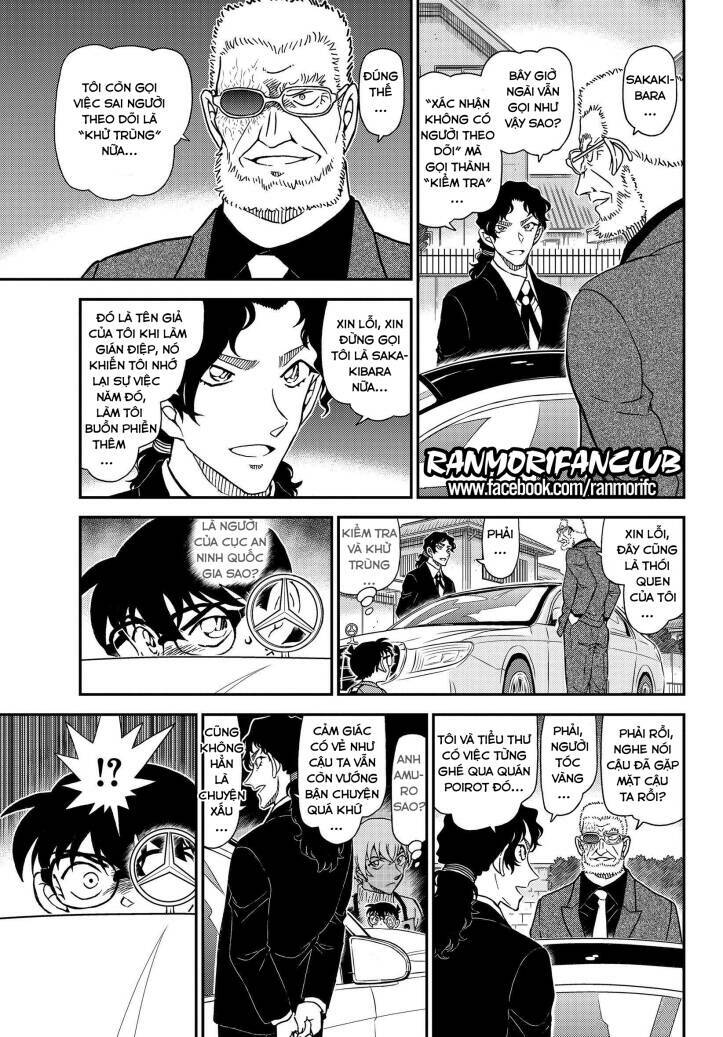 SAKAKI-
BARA...
BÂY GIỜ
NGÀI VẪN
GỌI NHƯ
VẬY SAO?
"XÁC NHẬN
KHÔNG CÓ
NGƯỜI THEO
DÕI" MÀ
GỌI THÀNH
"KIỂM TRA"
...
ĐÚNG
THẾ
...
TÔI CÒN GỌI
VIỆC SAI NGƯỜI
THEO DÕI LÀ
"KHỬ TRÙNG"
NỮA...
XIN LỖI, XIN
ĐỪNG GỌI
TÔI LÀ SAKA-
KIBARA
NỮA...
ĐÓ LÀ TÊN GIẢ
CỦA TÔI KHI LÀM
GIÁN ĐIỆP, NÓ
KHIẾN TÔI NHỚ
LẠI SỰ VIỆC
NĂM ĐÓ,
LÀM TÔI
BUỒN PHIỀN
THÊM
...
RANMORIFANCLUB
www.facebook.com/ranmorifc
XIN LỖI,
ĐÂY CŨNG
LÀ THÓI
QUEN CỦA
TÔI...
PHẢI
...
KIỂM TRA
VÀ KHỬ
TRÙNG
...
LÀ NGƯỜI
CỦA CỤC AN
NINH QUỐC
GIA SAO?
PHẢI RỒI,
NGHE NÓI
CẬU ĐÃ GẶP
MẶT CẬU
TA RỒI?
PHẢI,
NGƯỜI
TÓC
VÀNG...
TÔI VÀ TIỂU THƯ
CÓ VIỆC TỪNG
GHÉ QUA QUÁN
POIROT ĐÓ...
ANH
AMU-
RO
SAO?
CẢM GIÁC
CÓ VẺ NHƯ
CẬU TA VẪN
CÒN VƯỚNG
BẬN CHUYỆN
QUÁ KHỨ
...
CŨNG
KHÔNG
HẲN
LÀ
CHUYỆN
XẤU
...
!?